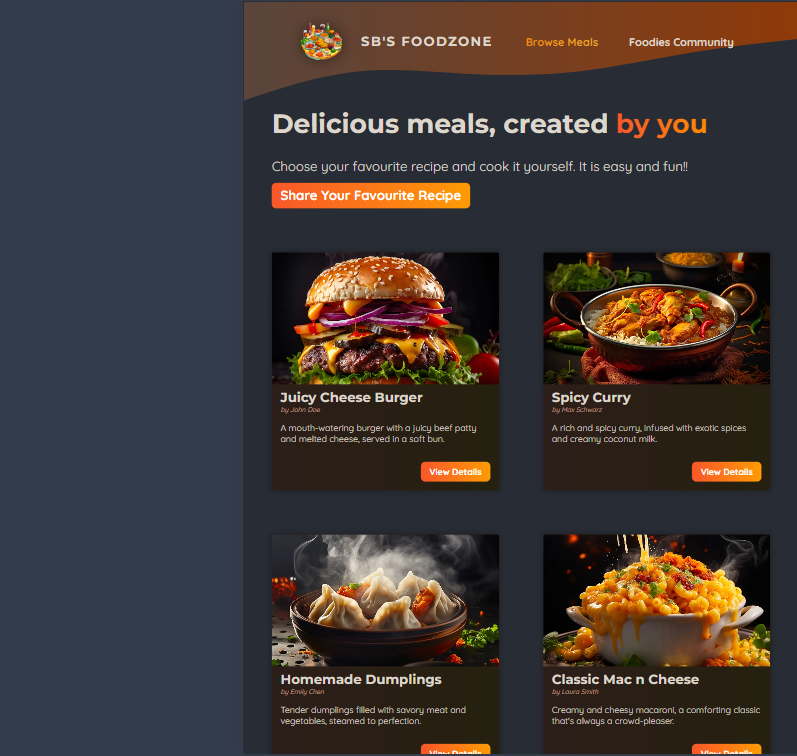 SB'S FOODZONE
Browse Meals
Foodies Community
Delicious meals, created by you
Choose your favourite recipe and cook it yourself. It is easy and fun!!
Share Your Favourite Recipe
Juicy Cheese Burger
by John Doe
A mouth-watering burger with a juicy beef patty
and melted cheese, served in a soft bun.
View Details
Spicy Curry
by Max Schwarz
A rich and spicy curry, infused with exotic spices
and creamy coconut milk.
View Details
Homemade Dumplings
by Emily Chen
Tender dumplings filled with savory meat and
vegetables, steamed to perfection.
View Details
Classic Mac n Cheese
by Laura Smith
Creamy and cheesy macaroni, a comforting classic
that's always a crowd-pleaser.
View Details